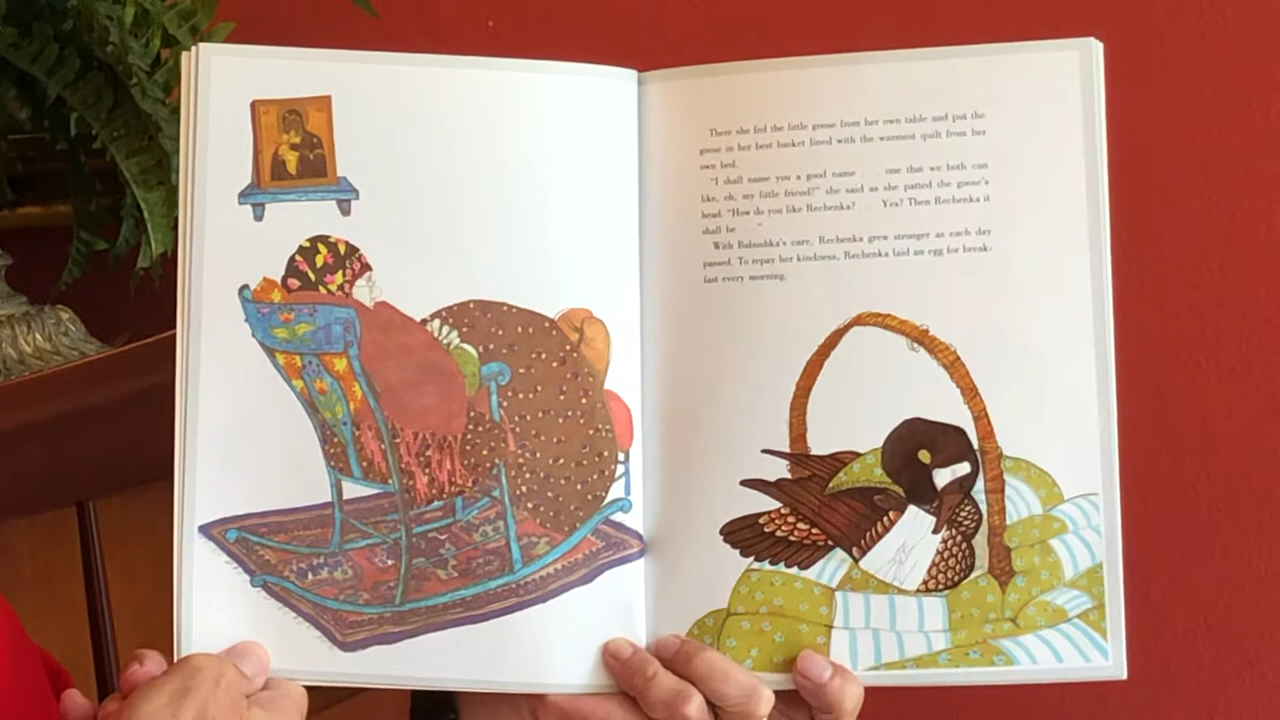 There she fed the little goose from her own table and put the
goose in her best basket lined with the warmest quilt from her
own bed.
"I shall name you a good name . . . one that we both can
like, eh, my little friend?" she said as she patted the goose's
head. "How do you like Rechenka? . . . Yes? Then Rechenka it
shall be . . . ."
With Babushka's care, Rechenka grew stronger as each day
passed. To repay her kindness, Rechenka laid an egg for break-
fast every morning.